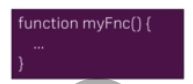 function myFnc() {
...
}